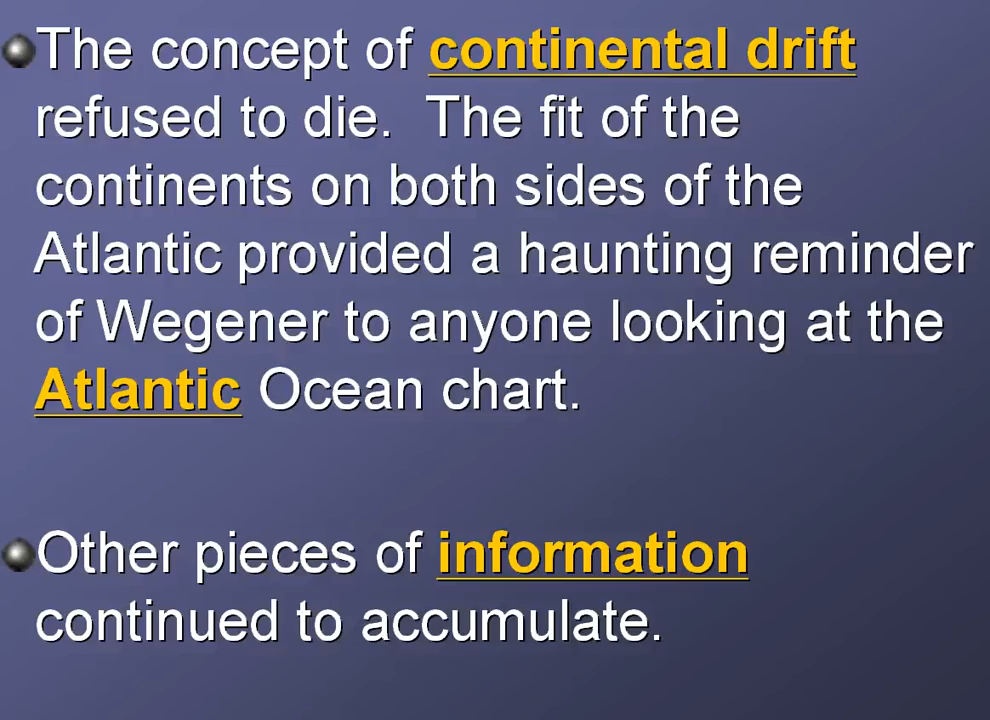 The concept of continental drift
refused to die.  The fit of the
continents on both sides of the
Atlantic provided a haunting reminder
of Wegener to anyone looking at the
Atlantic Ocean chart.
Other pieces of information
continued to accumulate.